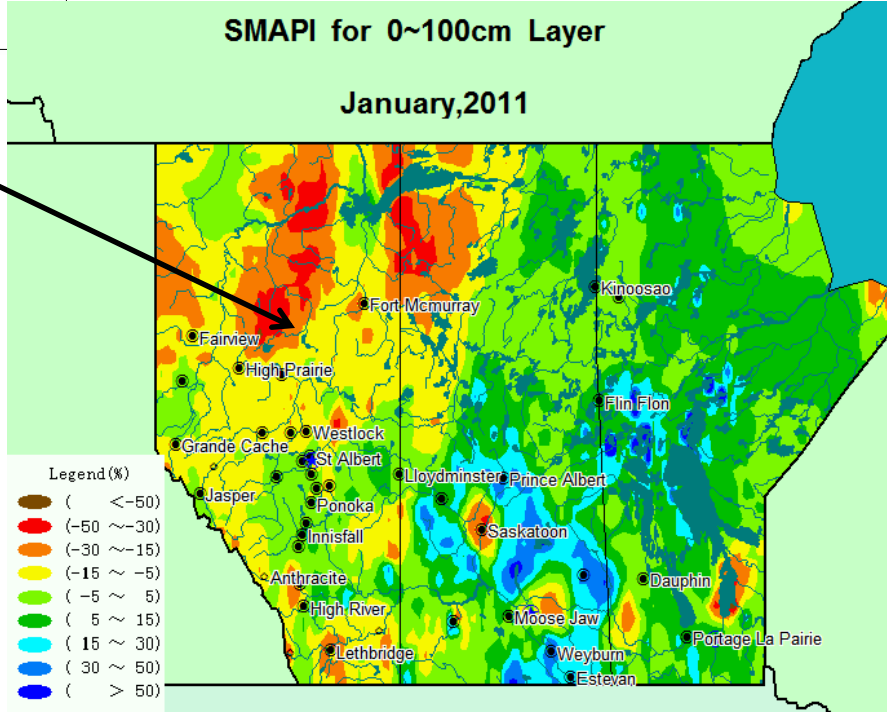 SMAPI for 0~100cm Layer
January,2011
Kinoosao
Fort Mcmurray
Fairview
High Prairie
Flin Flon
Westlock
Grande Cache
St Albert
Lloydminster
Prince Albert
Jasper
Ponoka
Saskatoon
Innisfall
Anthracite
Dauphin
High River
Moose Jaw
Portage La Pairie
Lethbridge
Weyburn
Estevan
Legend(%)
( <-50)
(-50 ~-30)
(-30 ~-15)
(-15 ~ -5)
( -5 ~ 5)
( 5 ~ 15)
( 15 ~ 30)
( 30 ~ 50)
( > 50)